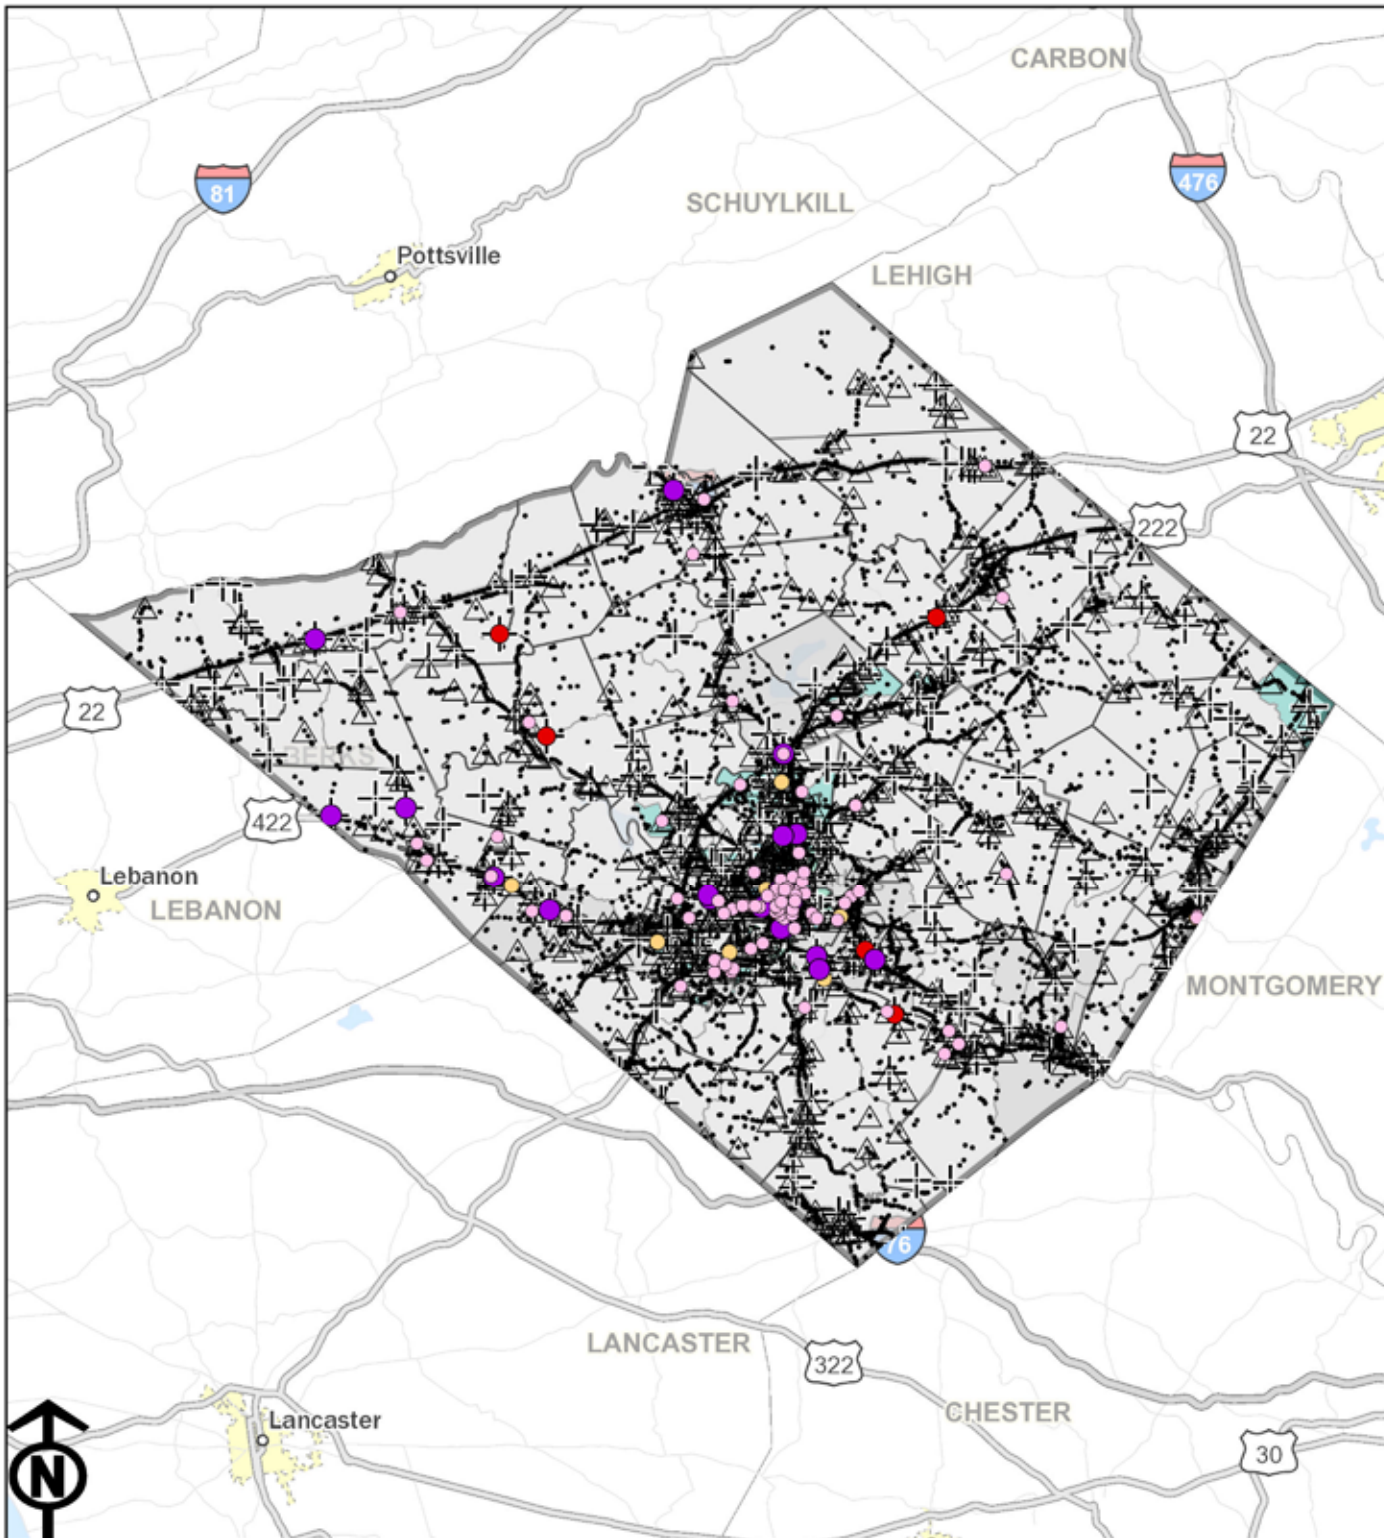 CARBON
81
476
SCHUYLKILL
Pottsville
LEHIGH
22
222
22
BERKS
422
Lebanon
LEBANON
MONTGOMERY
76
LANCASTER
322
CHESTER
Lancaster
30
N